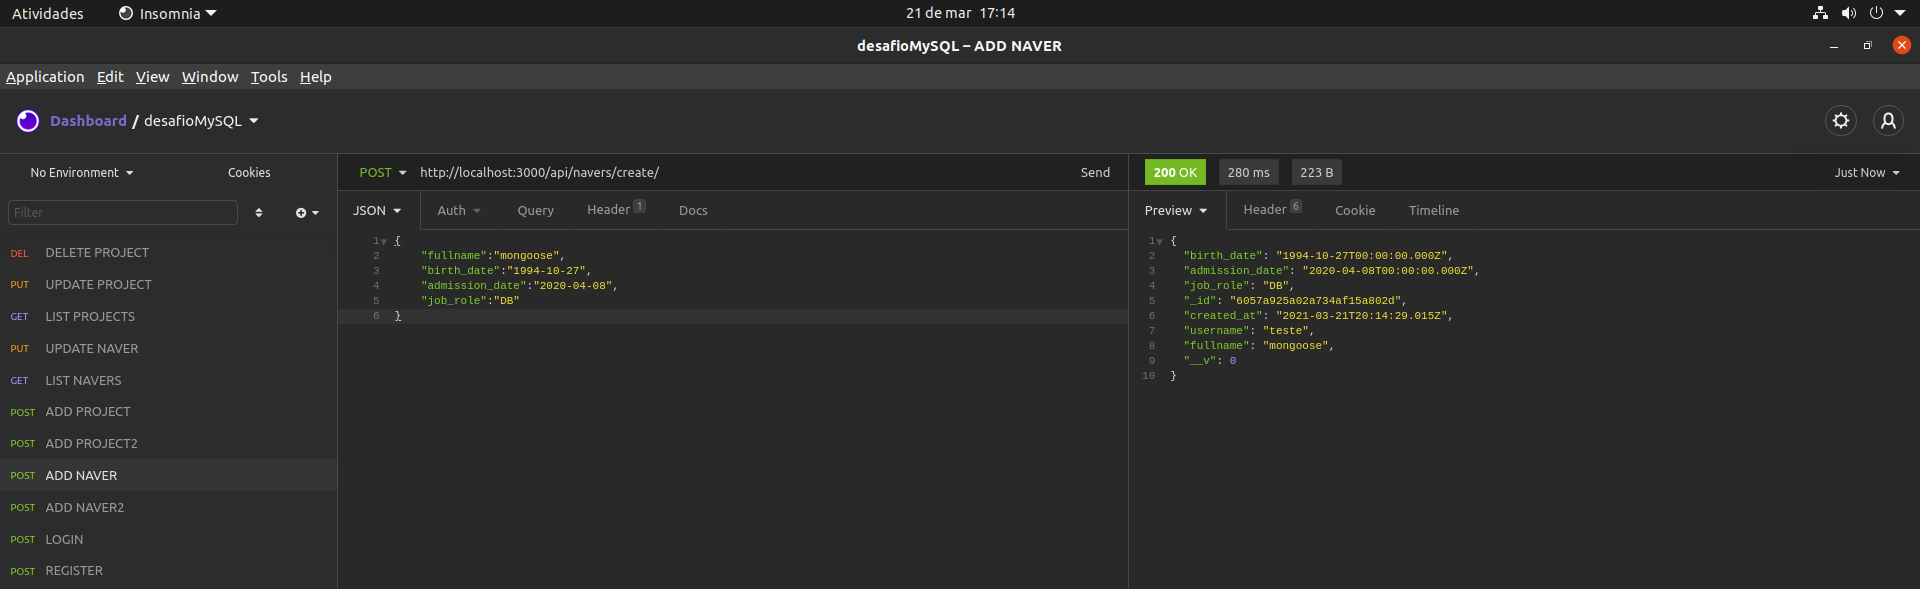 Atividades Insomnia 21 de mar 17:14
desafioMySQL – ADD NAVER
Application Edit View Window Tools Help
Dashboard / desafioMySQL
No Environment Cookies
Filter
DEL DELETE PROJECT
PUT UPDATE PROJECT
GET LIST PROJECTS
PUT UPDATE NAVER
GET LIST NAVERS
POST ADD PROJECT
POST ADD PROJECT2
POST ADD NAVER
POST ADD NAVER2
POST LOGIN
POST REGISTER
POST http://localhost:3000/api/navers/create/ Send
JSON Auth Query Header 1 Docs
1 {
2 "fullname":"mongoose",
3 "birth_date":"1994-10-27",
4 "admission_date":"2020-04-08",
5 "job_role":"DB"
6 }
200 OK 280 ms 223 B Just Now
Preview Header 6 Cookie Timeline
1 {
2 "birth_date": "1994-10-27T00:00:00.000Z",
3 "admission_date": "2020-04-08T00:00:00.000Z",
4 "job_role": "DB",
5 "_id": "6057a925a02a734af15a802d",
6 "created_at": "2021-03-21T20:14:29.015Z",
7 "username": "teste",
8 "fullname": "mongoose",
9 "__v": 0
10 }